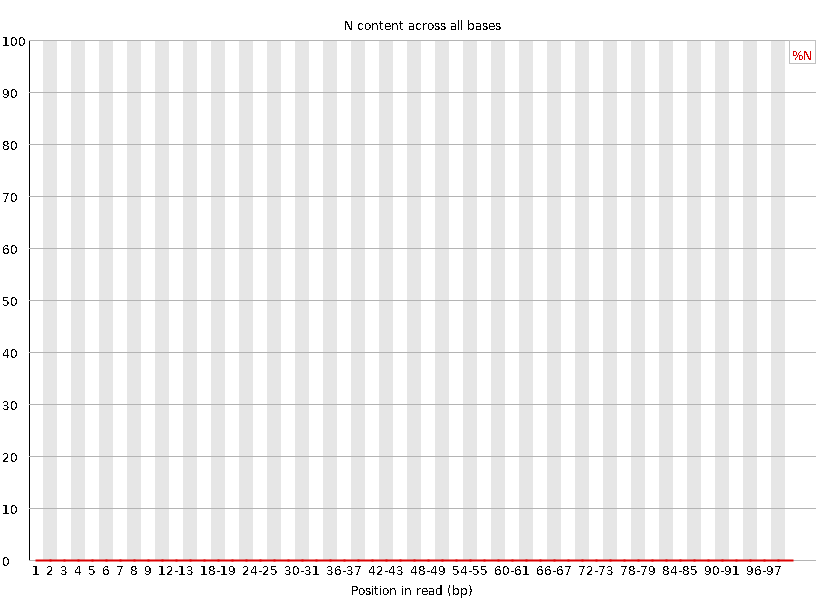 N content across all bases
100
%N
90
80
70
60
50
40
30
20
10
0
1 2 3 4 5 6 7 8 9 12-13 18-19 24-25 30-31 36-37 42-43 48-49 54-55 60-61 66-67 72-73 78-79 84-85 90-91 96-97
Position in read (bp)